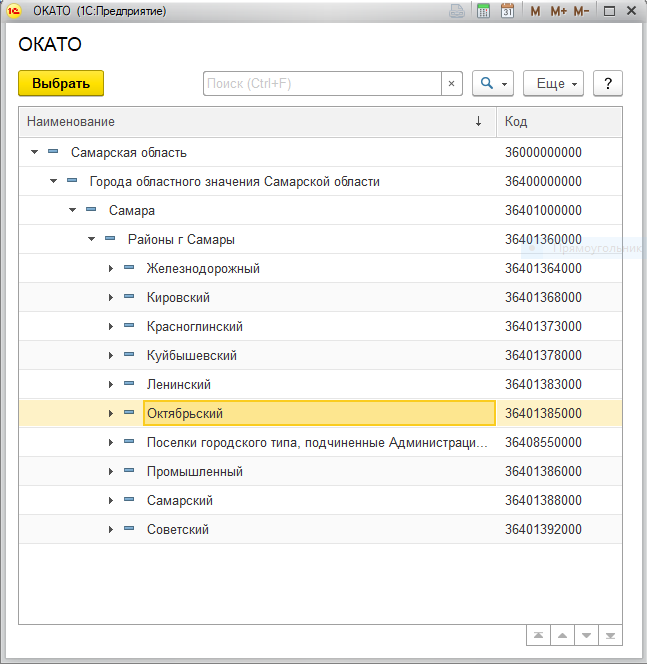 ОКАТО (1С:Предприятие)
M M+ M-
ОКАТО
Выбрать Поиск (Ctrl+F) × Еще ?
Наименование ↓ Код
Самарская область 36000000000
Города областного значения Самарской области 36400000000
Самара 36401000000
Районы г Самары 36401360000
Прямоугольник
Железнодорожный 36401364000
Кировский 36401368000
Красноглинский 36401373000
Куйбышевский 36401378000
Ленинский 36401383000
Октябрьский 36401385000
Поселки городского типа, подчиненные Администраци... 36408550000
Промышленный 36401386000
Самарский 36401388000
Советский 36401392000